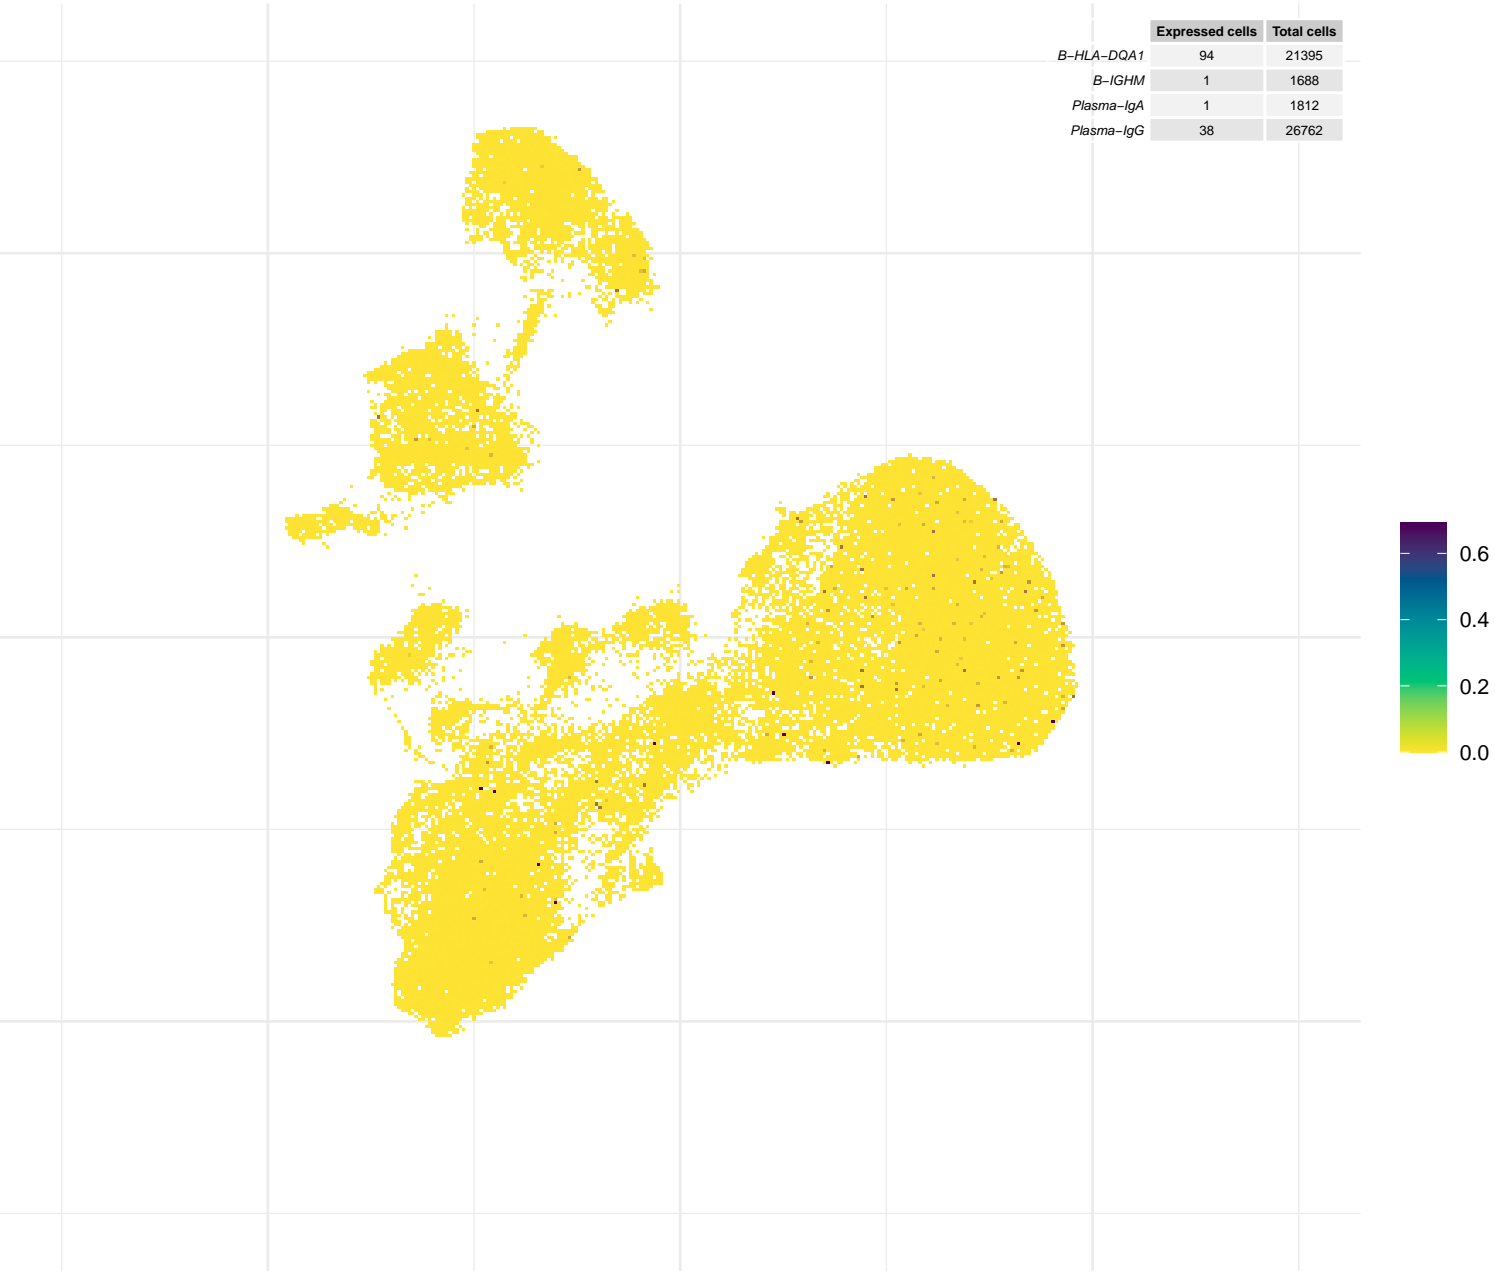 Expressed cells Total cells
B−HLA−DQA1 94 21395
B−IGHM 1 1688
Plasma−IgA 1 1812
Plasma−IgG 38 26762
0.6
0.4
0.2
0.0